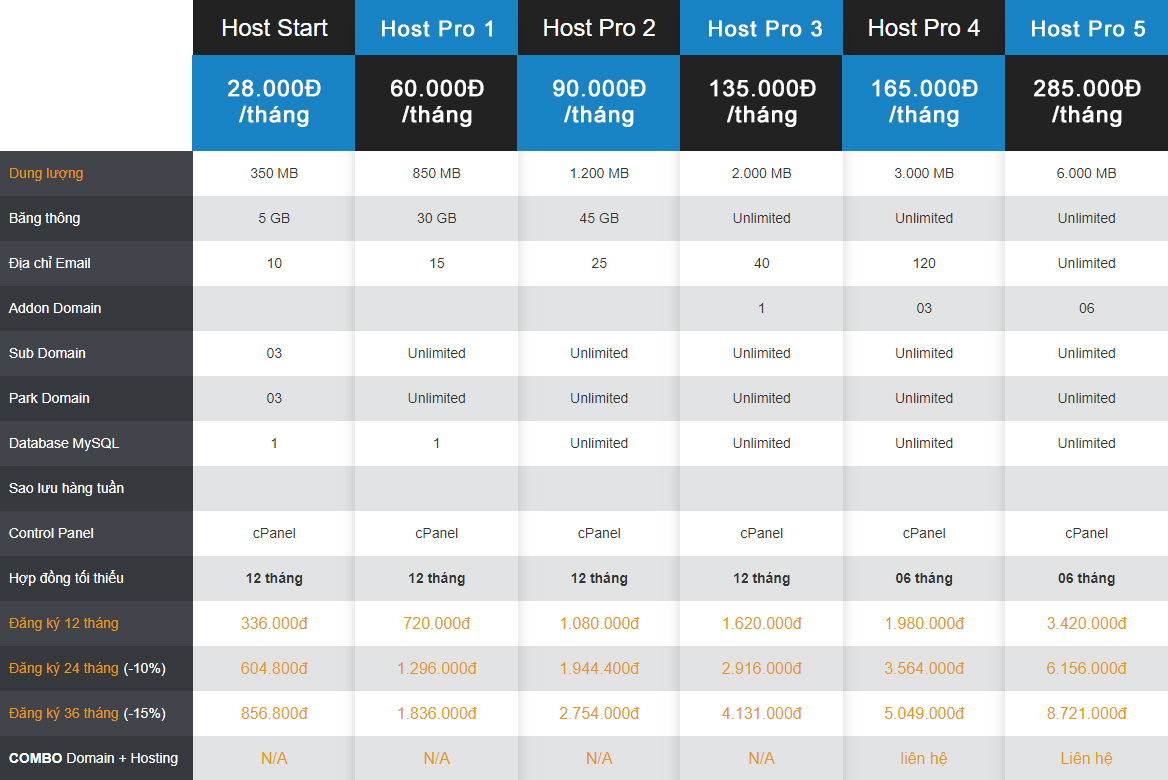 Host Start Host Pro 1 Host Pro 2 Host Pro 3 Host Pro 4 Host Pro 5
28.000Đ 60.000Đ 90.000Đ 135.000Đ 165.000Đ 285.000Đ
/tháng /tháng /tháng /tháng /tháng /tháng
Dung lượng 350 MB 850 MB 1.200 MB 2.000 MB 3.000 MB 6.000 MB
Băng thông 5 GB 30 GB 45 GB Unlimited Unlimited Unlimited
Địa chỉ Email 10 15 25 40 120 Unlimited
Addon Domain 1 03 06
Sub Domain 03 Unlimited Unlimited Unlimited Unlimited Unlimited
Park Domain 03 Unlimited Unlimited Unlimited Unlimited Unlimited
Database MySQL 1 1 Unlimited Unlimited Unlimited Unlimited
Sao lưu hàng tuần
Control Panel cPanel cPanel cPanel cPanel cPanel cPanel
Hợp đồng tối thiểu 12 tháng 12 tháng 12 tháng 12 tháng 06 tháng 06 tháng
Đăng ký 12 tháng 336.000đ 720.000đ 1.080.000đ 1.620.000đ 1.980.000đ 3.420.000đ
Đăng ký 24 tháng (-10%) 604.800đ 1.296.000đ 1.944.400đ 2.916.000đ 3.564.000đ 6.156.000đ
Đăng ký 36 tháng (-15%) 856.800đ 1.836.000đ 2.754.000đ 4.131.000đ 5.049.000đ 8.721.000đ
COMBO Domain + Hosting N/A N/A N/A N/A liên hệ Liên hệ